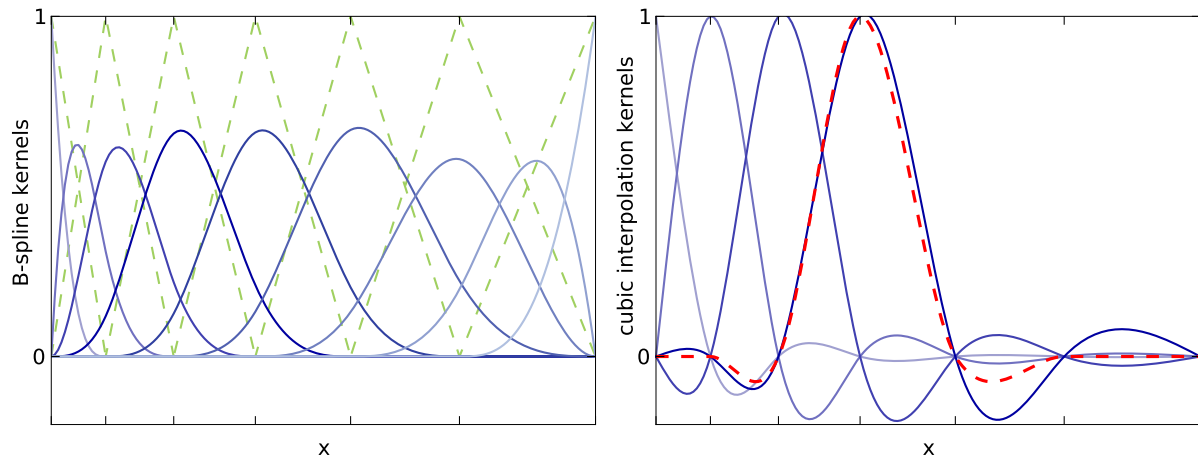 1
0
B-spline kernels
x
1
0
cubic interpolation kernels
x